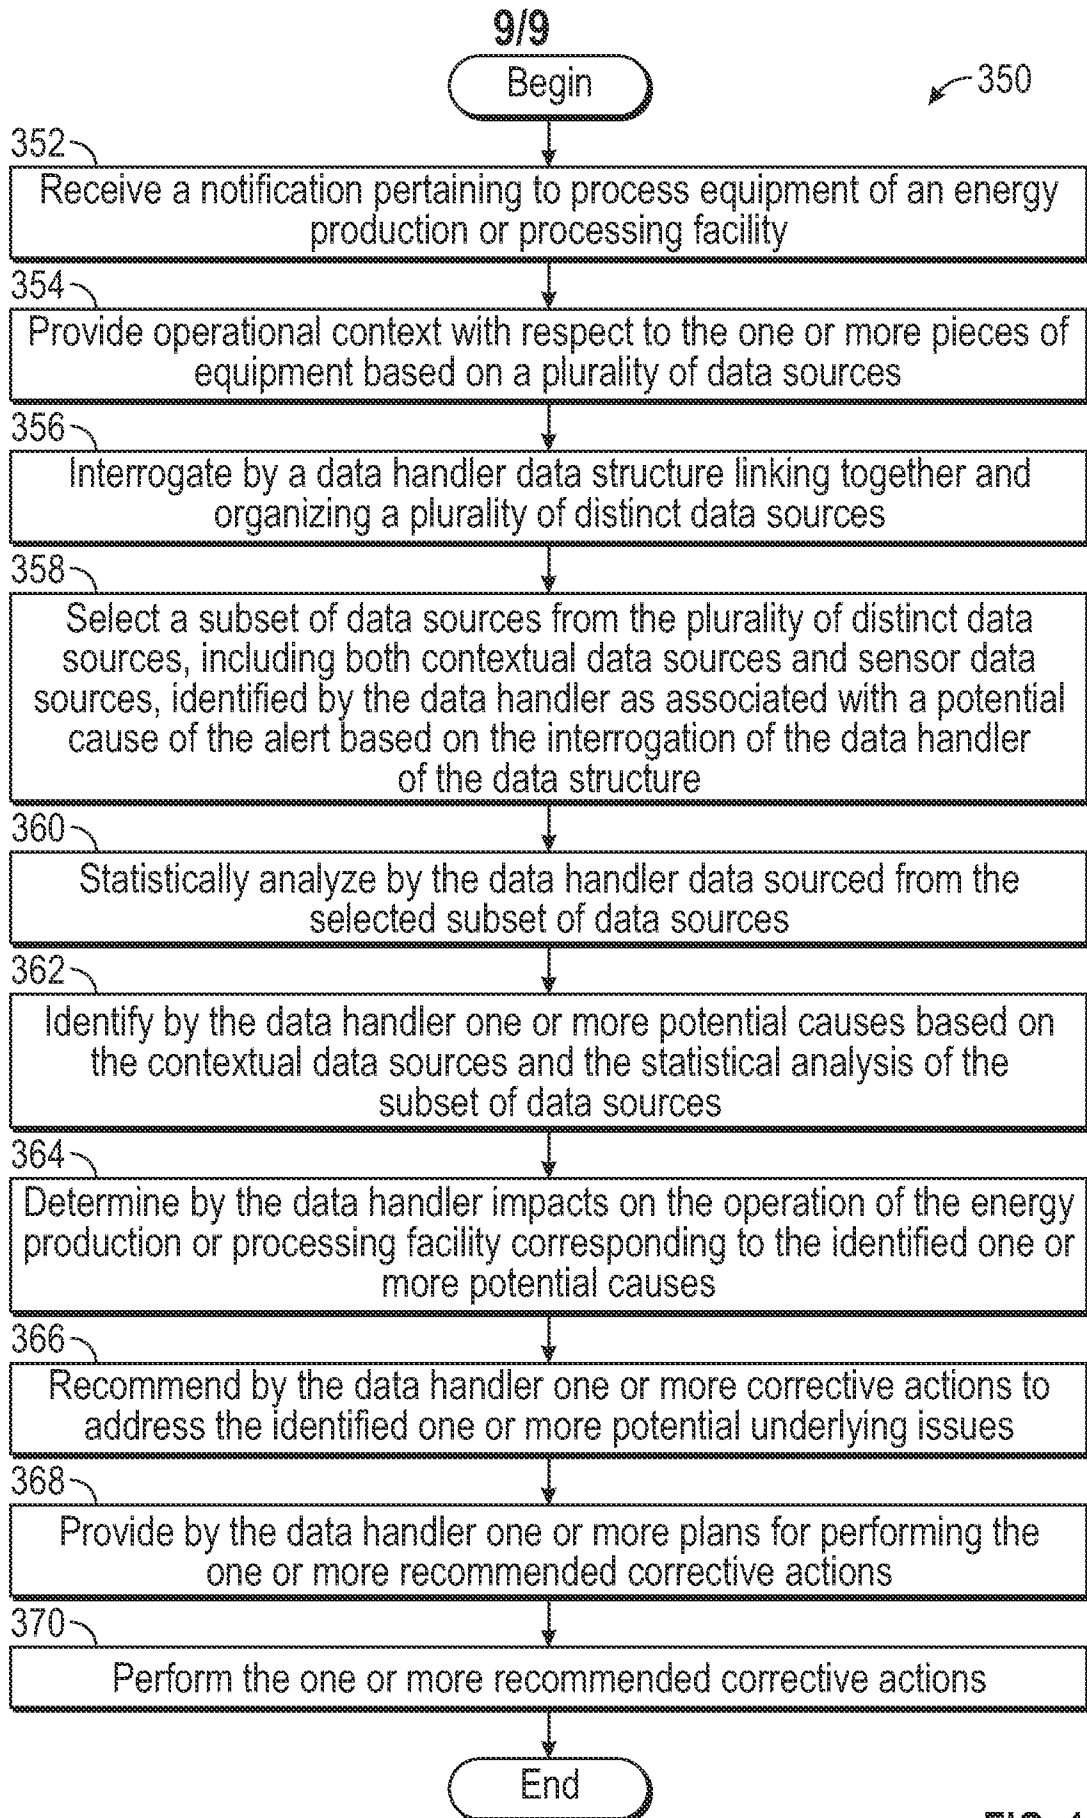 9/9
Begin
350
352
Receive a notification pertaining to process equipment of an energy
production or processing facility
354
Provide operational context with respect to the one or more pieces of
equipment based on a plurality of data sources
356
Interrogate by a data handler data structure linking together and
organizing a plurality of distinct data sources
358
Select a subset of data sources from the plurality of distinct data
sources, including both contextual data sources and sensor data
sources, identified by the data handler as associated with a potential
cause of the alert based on the interrogation of the data handler
of the data structure
360
Statistically analyze by the data handler data sourced from the
selected subset of data sources
362
Identify by the data handler one or more potential causes based on
the contextual data sources and the statistical analysis of the
subset of data sources
364
Determine by the data handler impacts on the operation of the energy
production or processing facility corresponding to the identified one or
more potential causes
366
Recommend by the data handler one or more corrective actions to
address the identified one or more potential underlying issues
368
Provide by the data handler one or more plans for performing the
one or more recommended corrective actions
370
Perform the one or more recommended corrective actions
End